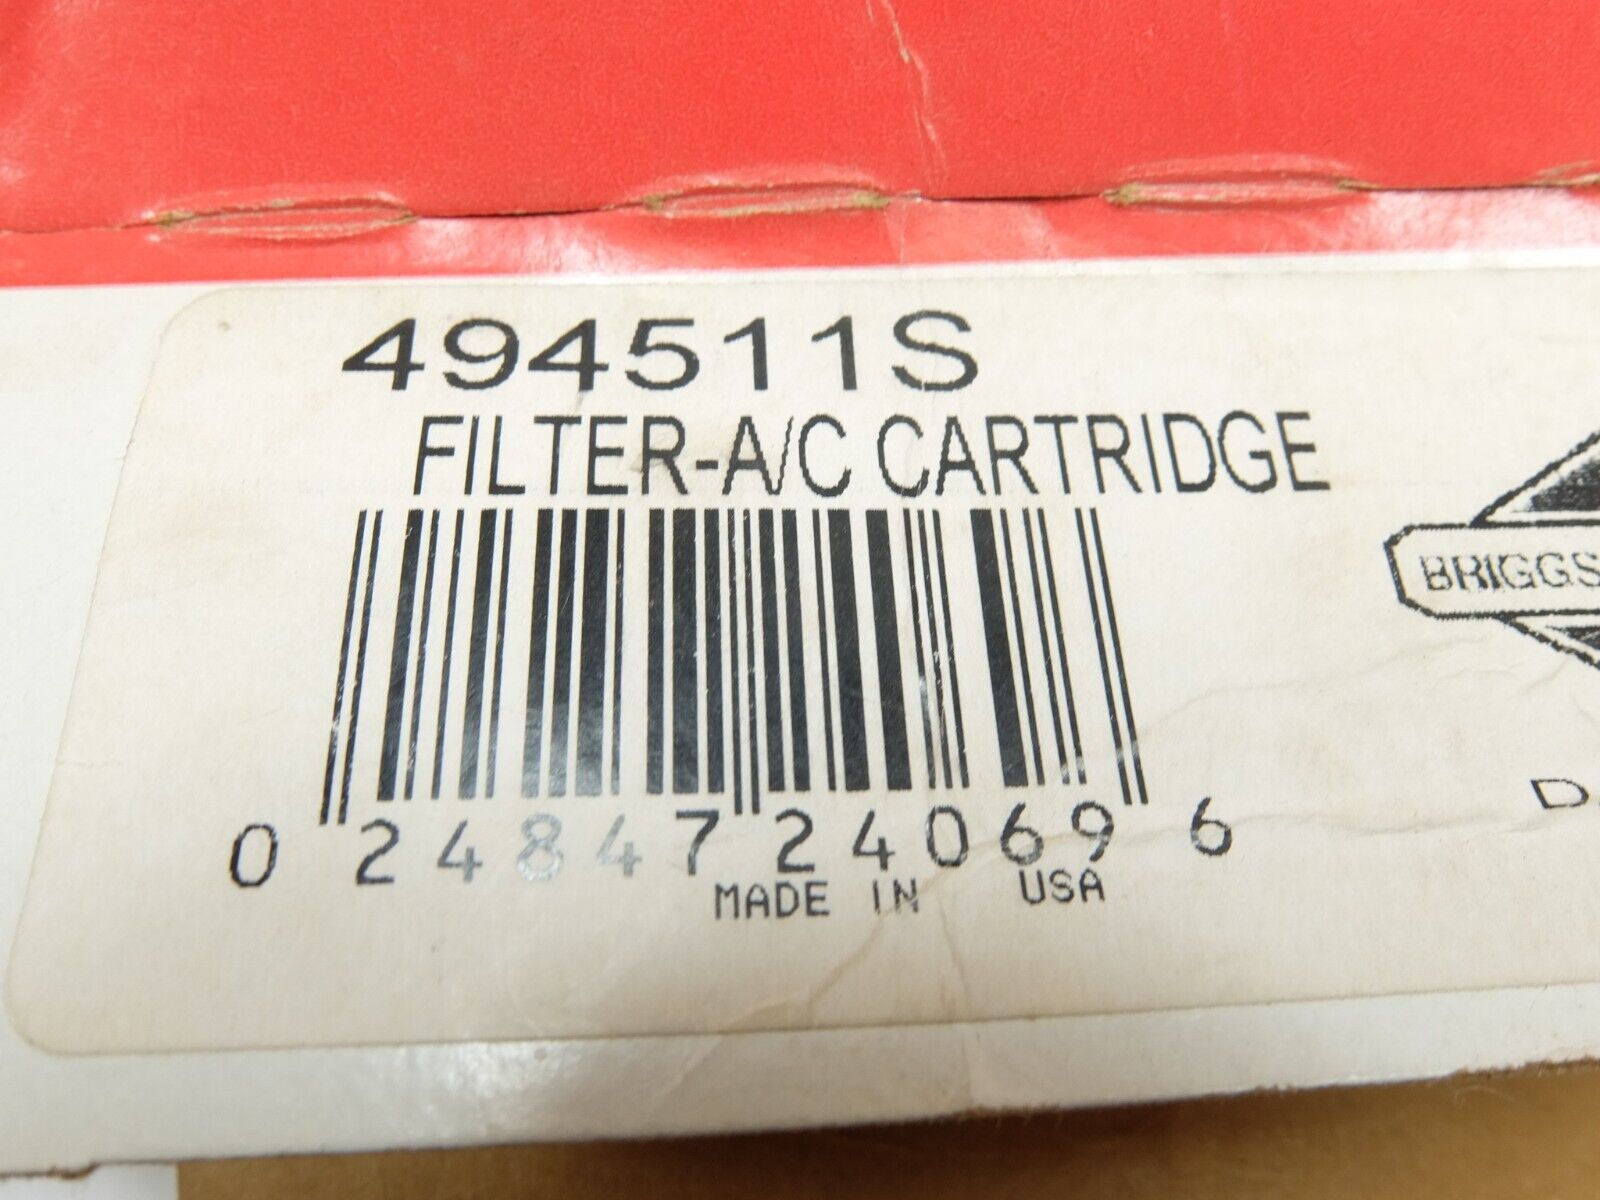 494511S
FILTER-A/C CARTRIDGE
BRIGGS
0 24847 24069 6
MADE IN USA